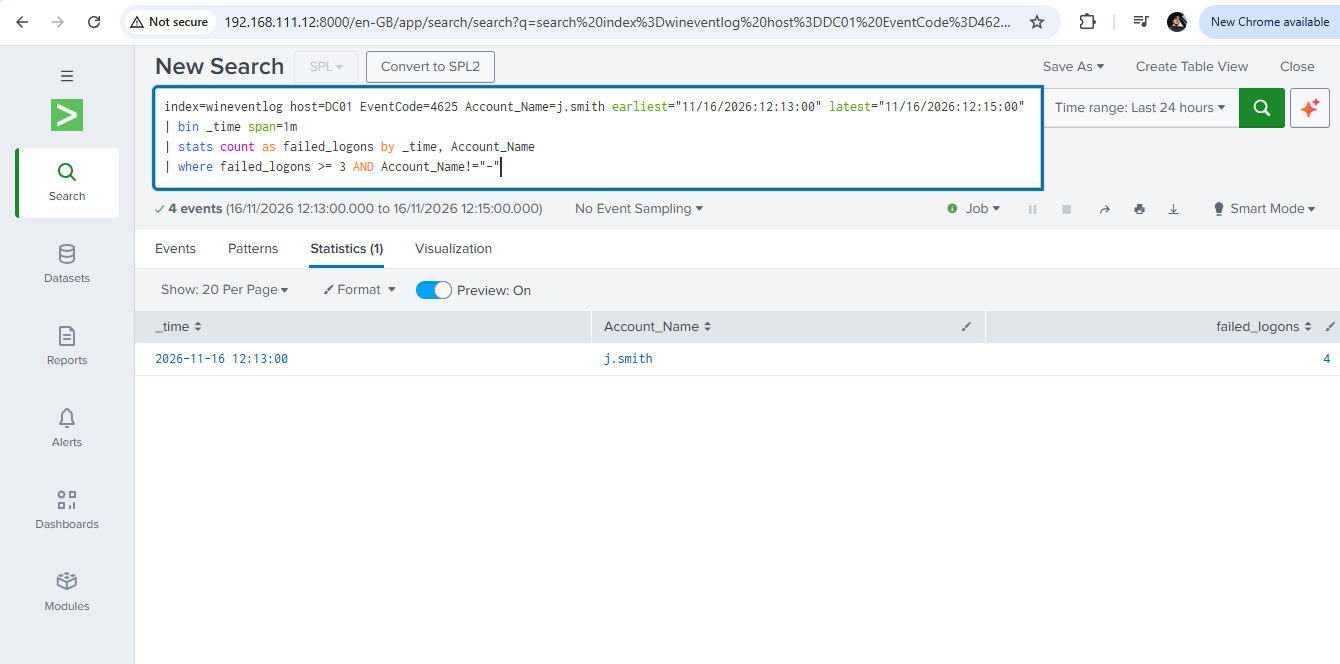 Not secure
192.168.111.12:8000/en-GB/app/search/search?q=search%20index%3Dwineventlog%20host%3DDC01%20EventCode%3D462...
New Chrome available
New Search
SPL
Convert to SPL2
Save As
Create Table View
Close
index=wineventlog host=DC01 EventCode=4625 Account_Name=j.smith earliest="11/16/2026:12:13:00" latest="11/16/2026:12:15:00"
| bin _time span=1m
| stats count as failed_logons by _time, Account_Name
| where failed_logons >= 3 AND Account_Name!="-"
Time range: Last 24 hours
4 events (16/11/2026 12:13:00.000 to 16/11/2026 12:15:00.000)
No Event Sampling
Job
Smart Mode
Events
Patterns
Statistics (1)
Visualization
Show: 20 Per Page
Format
Preview: On
_time
Account_Name
failed_logons
2026-11-16 12:13:00
j.smith
4
Search
Datasets
Reports
Alerts
Dashboards
Modules